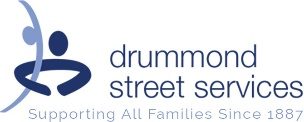 drummond
street services
Supporting All Families Since 1887